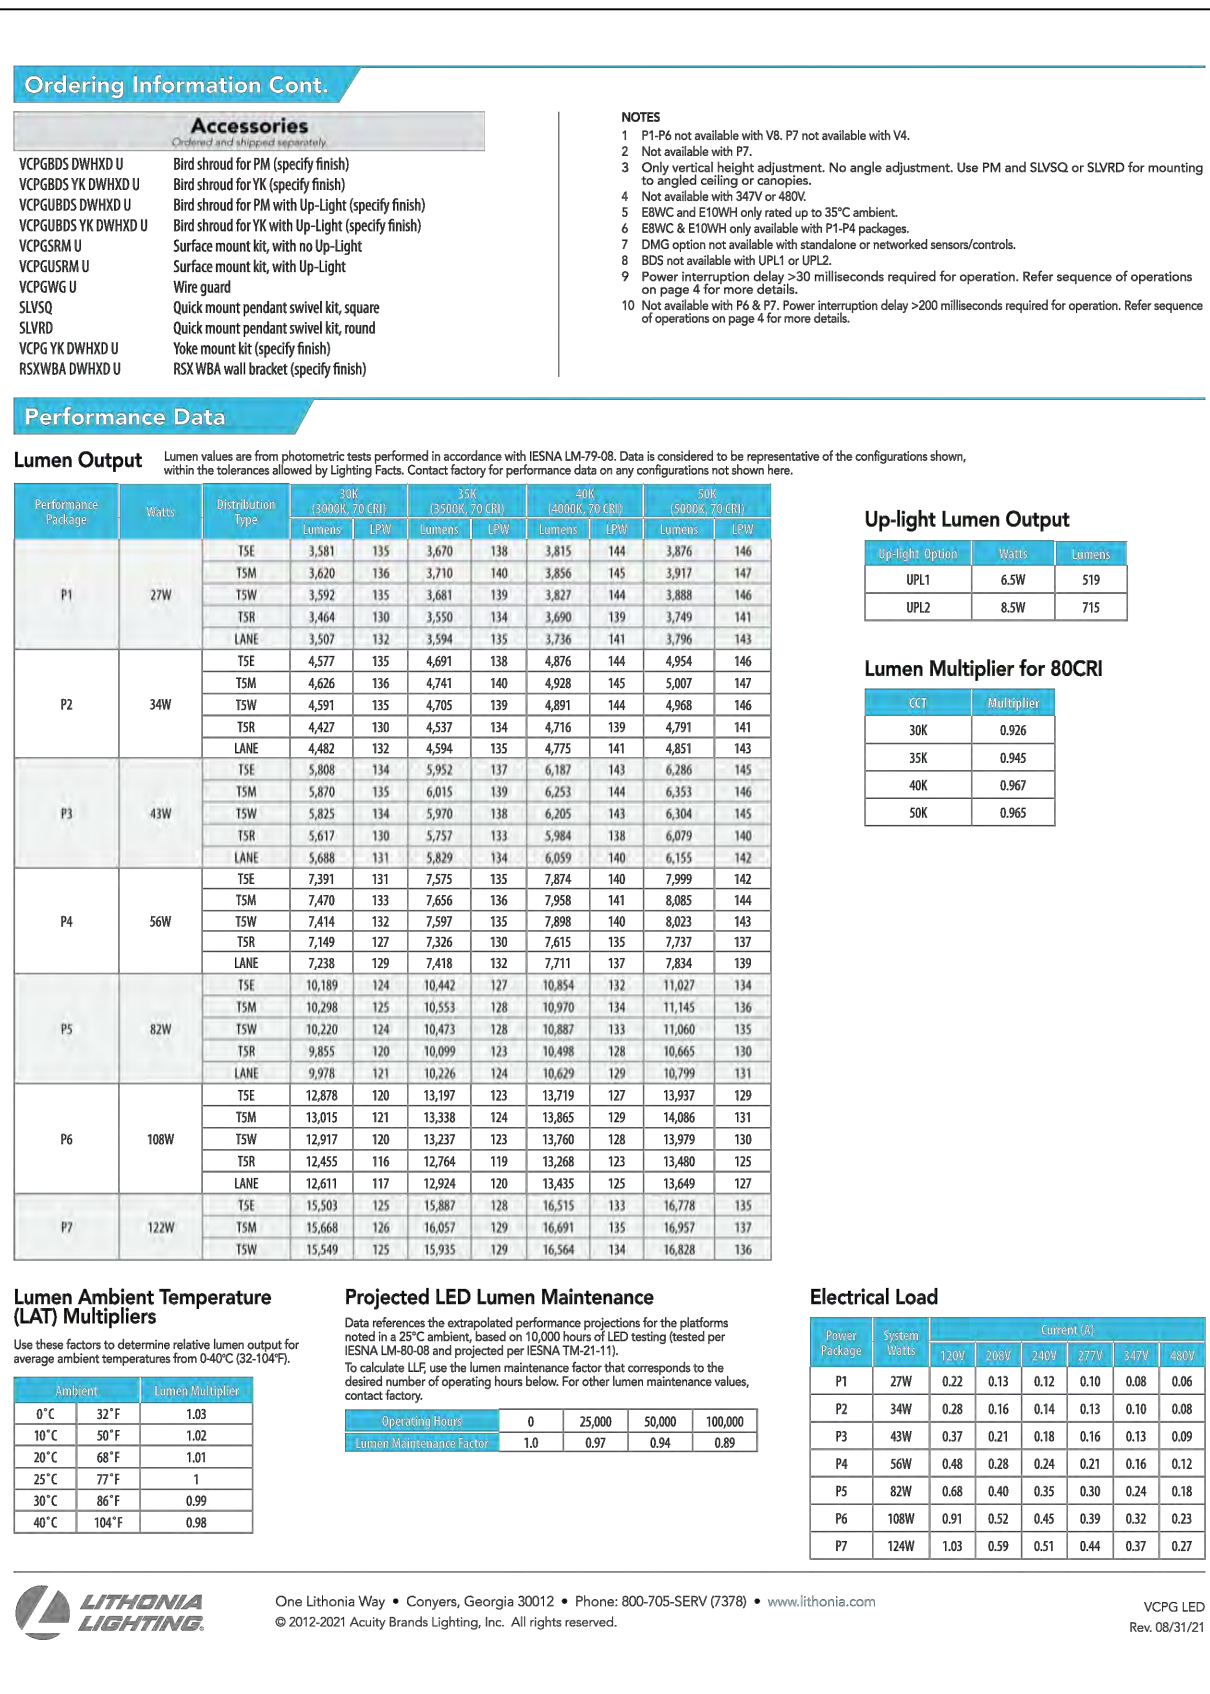 Ordering Information Cont.
Accessories
Ordered and shipped separately.
VCPGBDS DWHXD U Bird shroud for PM (specify finish)
VCPGBDS YK DWHXD U Bird shroud for YK (specify finish)
VCPGUBDS DWHXD U Bird shroud for PM with Up-Light (specify finish)
VCPGUBDS YK DWHXD U Bird shroud for YK with Up-Light (specify finish)
VCPGSRM U Surface mount kit, with no Up-Light
VCPGUSRM U Surface mount kit, with Up-Light
VCPGWG U Wire guard
SLVSQ Quick mount pendant swivel kit, square
SLVRD Quick mount pendant swivel kit, round
VCPG YK DWHXD U Yoke mount kit (specify finish)
RSXWBA DWHXD U RSX WBA wall bracket (specify finish)
NOTES
1 P1-P6 not available with V8. P7 not available with V4.
2 Not available with P7.
3 Only vertical height adjustment. No angle adjustment. Use PM and SLVSQ or SLVRD for mounting
to angled ceiling or canopies.
4 Not available with 347V or 480V.
5 E8WC and E10WH only rated up to 35°C ambient.
6 E8WC & E10WH only available with P1-P4 packages.
7 DMG option not available with standalone or networked sensors/controls.
8 BDS not available with UPL1 or UPL2.
9 Power interruption delay >30 milliseconds required for operation. Refer sequence of operations
on page 4 for more details.
10 Not available with P6 & P7. Power interruption delay >200 milliseconds required for operation. Refer sequence
of operations on page 4 for more details.
Performance Data
Lumen Output Lumen values are from photometric tests performed in accordance with IESNA LM-79-08. Data is considered to be representative of the configurations shown,
within the tolerances allowed by Lighting Facts. Contact factory for performance data on any configurations not shown here.
Performance Package Watts Distribution Type 30K (3000K, 70 CRI) 35K (3500K, 70 CRI) 40K (4000K, 70 CRI) 50K (5000K, 70 CRI)
Lumens LPW Lumens LPW Lumens LPW Lumens LPW
P1 27W T5E 3,581 135 3,670 138 3,815 144 3,876 146
T5M 3,620 136 3,710 140 3,856 145 3,917 147
T5W 3,592 135 3,681 139 3,827 144 3,888 146
T5R 3,464 130 3,550 134 3,690 139 3,749 141
LANE 3,507 132 3,594 135 3,736 141 3,796 143
P2 34W T5E 4,577 135 4,691 138 4,876 144 4,954 146
T5M 4,626 136 4,741 140 4,928 145 5,007 147
T5W 4,591 135 4,705 139 4,891 144 4,968 146
T5R 4,427 130 4,537 134 4,716 139 4,791 141
LANE 4,482 132 4,594 135 4,775 141 4,851 143
P3 43W T5E 5,808 134 5,952 137 6,187 143 6,286 145
T5M 5,870 135 6,015 139 6,253 144 6,353 146
T5W 5,825 134 5,970 138 6,205 143 6,304 145
T5R 5,617 130 5,757 133 5,984 138 6,079 140
LANE 5,688 131 5,829 134 6,059 140 6,155 142
P4 56W T5E 7,391 131 7,575 135 7,874 140 7,999 142
T5M 7,470 133 7,656 136 7,958 141 8,085 144
T5W 7,414 132 7,597 135 7,898 140 8,023 143
T5R 7,149 127 7,326 130 7,615 135 7,737 137
LANE 7,238 129 7,418 132 7,711 137 7,834 139
P5 82W T5E 10,189 124 10,442 127 10,854 132 11,027 134
T5M 10,298 125 10,553 128 10,970 134 11,145 136
T5W 10,220 124 10,473 128 10,887 133 11,060 135
T5R 9,855 120 10,099 123 10,498 128 10,665 130
LANE 9,978 121 10,226 124 10,629 129 10,799 131
P6 108W T5E 12,878 120 13,197 123 13,719 127 13,937 129
T5M 13,015 121 13,338 124 13,865 129 14,086 131
T5W 12,917 120 13,237 123 13,760 128 13,979 130
T5R 12,455 116 12,764 119 13,268 123 13,480 125
LANE 12,611 117 12,924 120 13,435 125 13,649 127
P7 122W T5E 15,503 125 15,887 128 16,515 133 16,778 135
T5M 15,668 126 16,057 129 16,691 135 16,957 137
T5W 15,549 125 15,935 129 16,564 134 16,828 136
Up-light Lumen Output
Up-light Option Watts Lumens
UPL1 6.5W 519
UPL2 8.5W 715
Lumen Multiplier for 80CRI
CCT Multiplier
30K 0.926
35K 0.945
40K 0.967
50K 0.965
Lumen Ambient Temperature
(LAT) Multipliers
Use these factors to determine relative lumen output for
average ambient temperatures from 0-40°C (32-104°F).
Ambient Lumen Multiplier
0˚C 32˚F 1.03
10˚C 50˚F 1.02
20˚C 68˚F 1.01
25˚C 77˚F 1
30˚C 86˚F 0.99
40˚C 104˚F 0.98
Projected LED Lumen Maintenance
Data references the extrapolated performance projections for the platforms
noted in a 25°C ambient, based on 10,000 hours of LED testing (tested per
IESNA LM-80-08 and projected per IESNA TM-21-11).
To calculate LLF, use the lumen maintenance factor that corresponds to the
desired number of operating hours below. For other lumen maintenance values,
contact factory.
Operating Hours 0 25,000 50,000 100,000
Lumen Maintenance Factor 1.0 0.97 0.94 0.89
Electrical Load
Power Package System Watts Current (A)
120V 208V 240V 277V 347V 480V
P1 27W 0.22 0.13 0.12 0.10 0.08 0.06
P2 34W 0.28 0.16 0.14 0.13 0.10 0.08
P3 43W 0.37 0.21 0.18 0.16 0.13 0.09
P4 56W 0.48 0.28 0.24 0.21 0.16 0.12
P5 82W 0.68 0.40 0.35 0.30 0.24 0.18
P6 108W 0.91 0.52 0.45 0.39 0.32 0.23
P7 124W 1.03 0.59 0.51 0.44 0.37 0.27
LITHONIA
LIGHTING®
One Lithonia Way • Conyers, Georgia 30012 • Phone: 800-705-SERV (7378) • www.lithonia.com
© 2012-2021 Acuity Brands Lighting, Inc. All rights reserved.
VCPG LED
Rev. 08/31/21